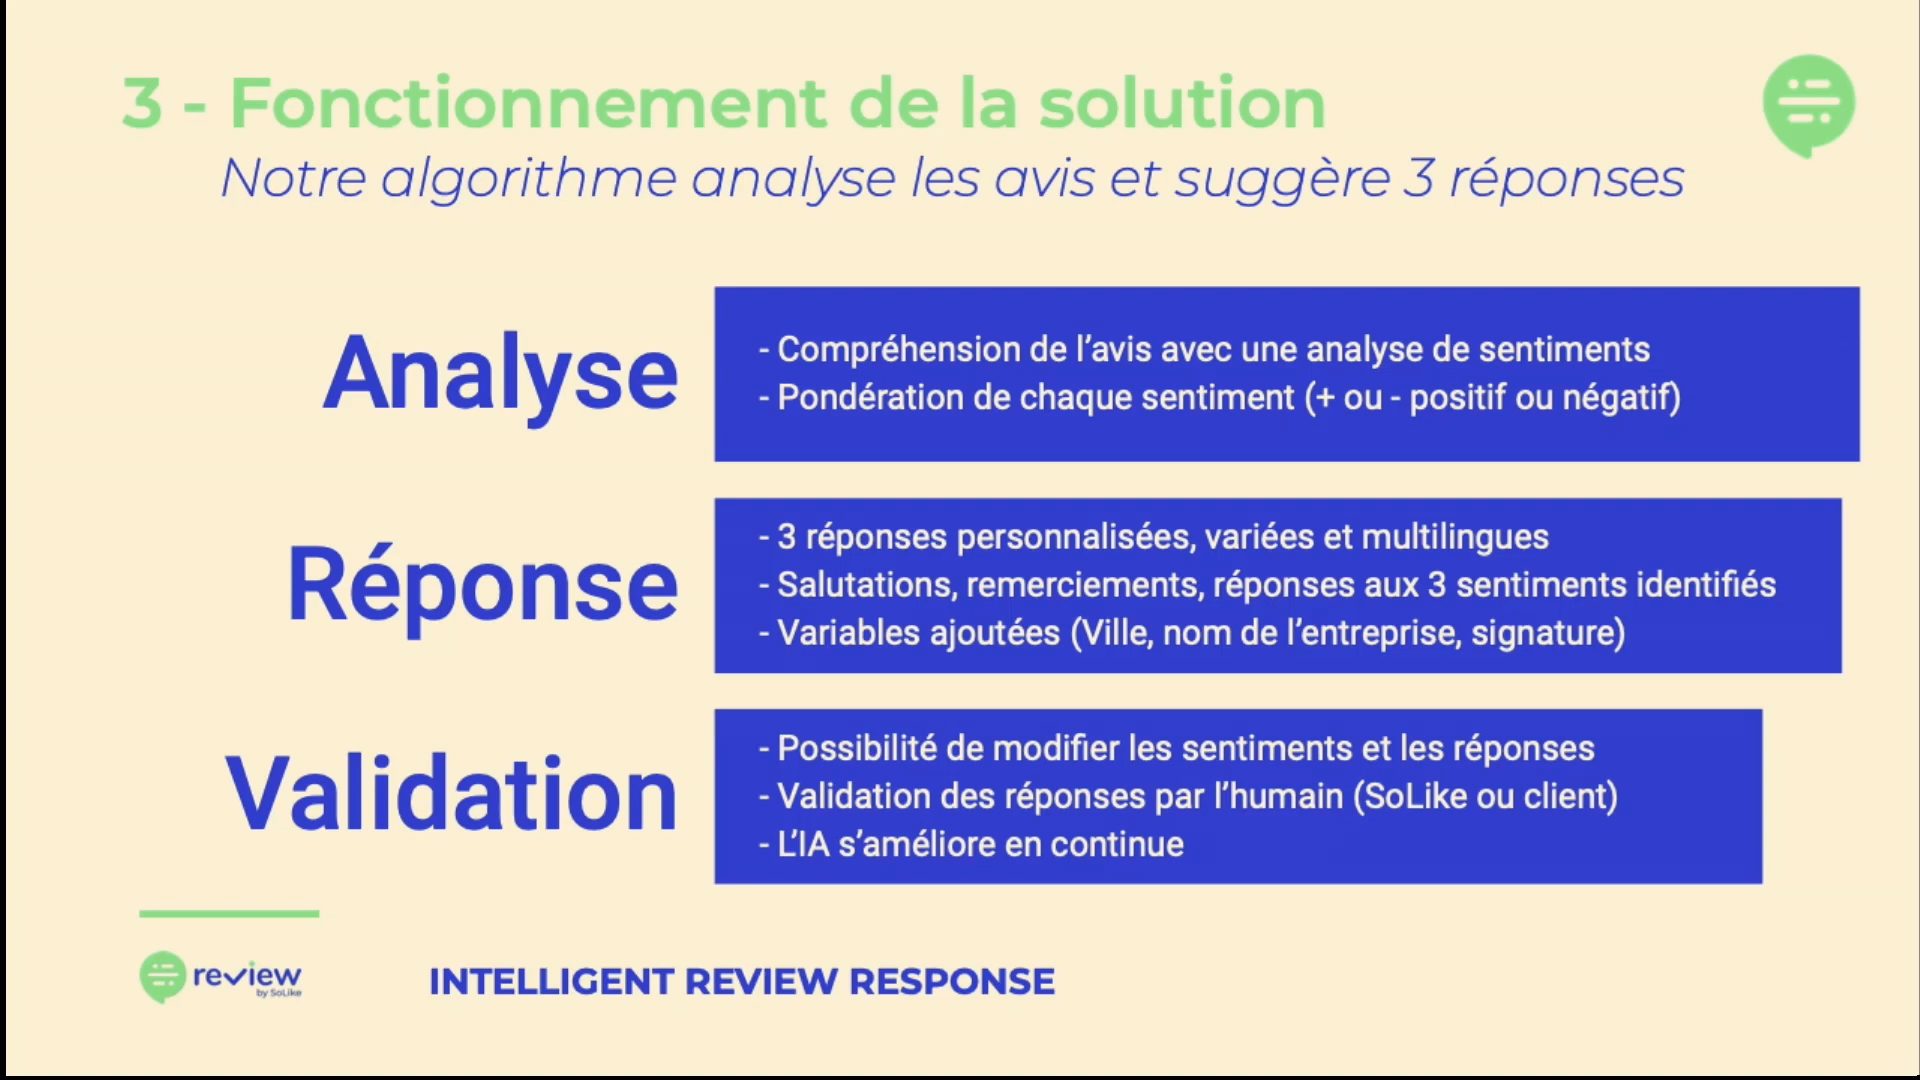 3 - Fonctionnement de la solution
Notre algorithme analyse les avis et suggère 3 réponses
Analyse
- Compréhension de l’avis avec une analyse de sentiments
- Pondération de chaque sentiment (+ ou - positif ou négatif)
Réponse
- 3 réponses personnalisées, variées et multilingues
- Salutations, remerciements, réponses aux 3 sentiments identifiés
- Variables ajoutées (Ville, nom de l’entreprise, signature)
Validation
- Possibilité de modifier les sentiments et les réponses
- Validation des réponses par l’humain (SoLike ou client)
- L’IA s’améliore en continue
review
by SoLike
INTELLIGENT REVIEW RESPONSE